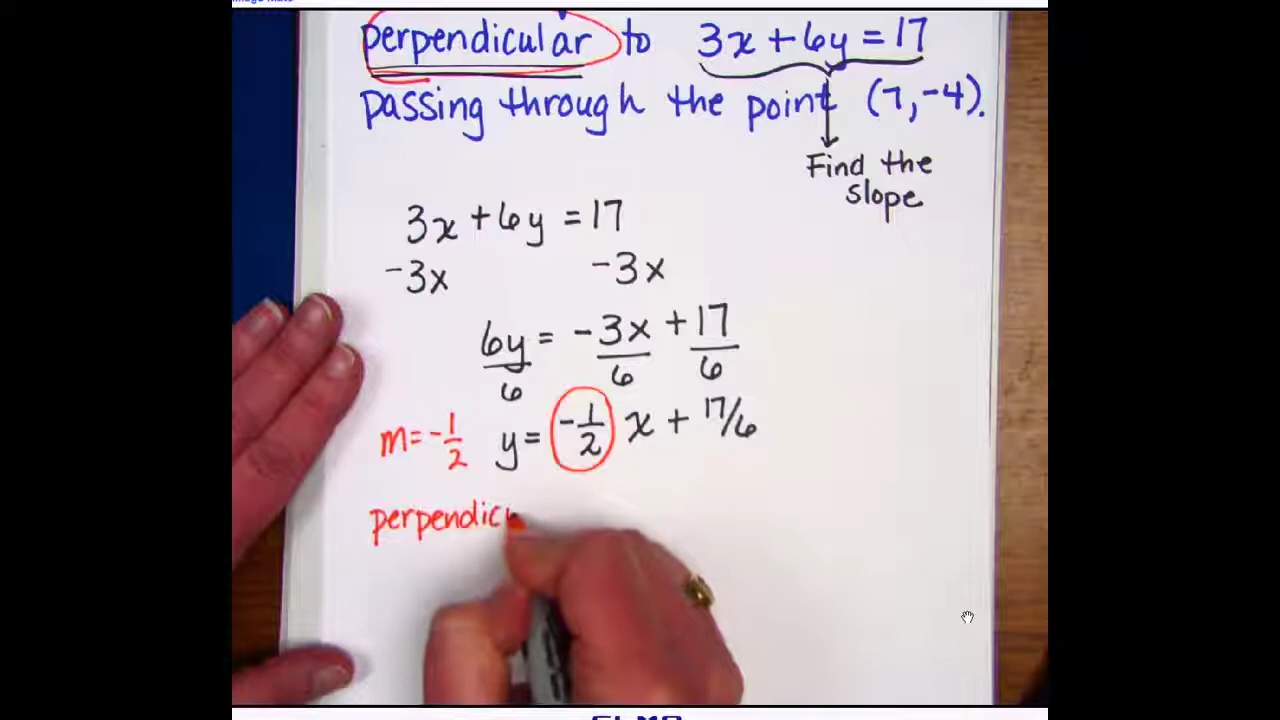 perpendicular to 3x + 6y = 17
passing through the point (7, -4).
Find the
slope
3x + 6y = 17
-3x -3x
6y = -3x + 17
6 6 6
m = -1/2 y = -1/2 x + 17/6
perpendicu